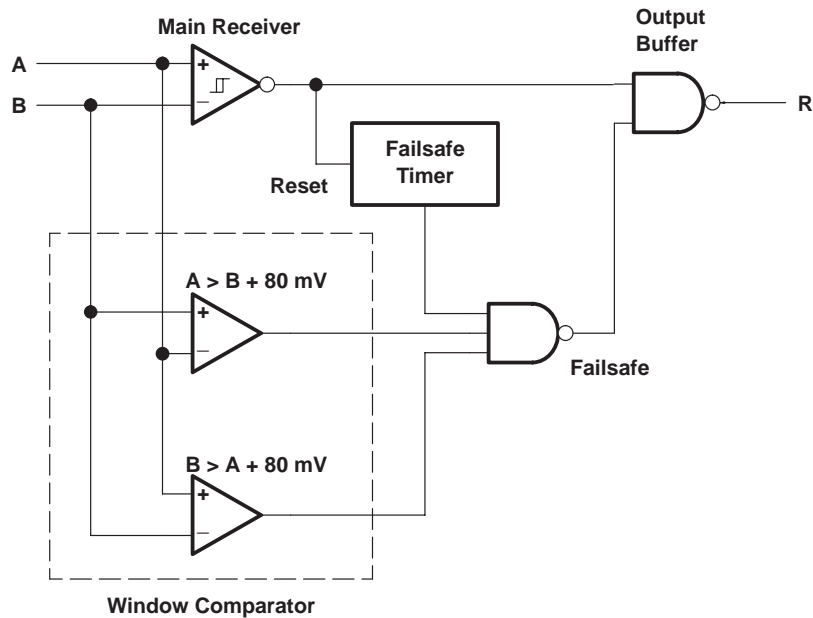 Main Receiver
Output
Buffer
A
+
–
B
R
Failsafe
Timer
Reset
A > B + 80 mV
+
–
Failsafe
B > A + 80 mV
+
–
Window Comparator